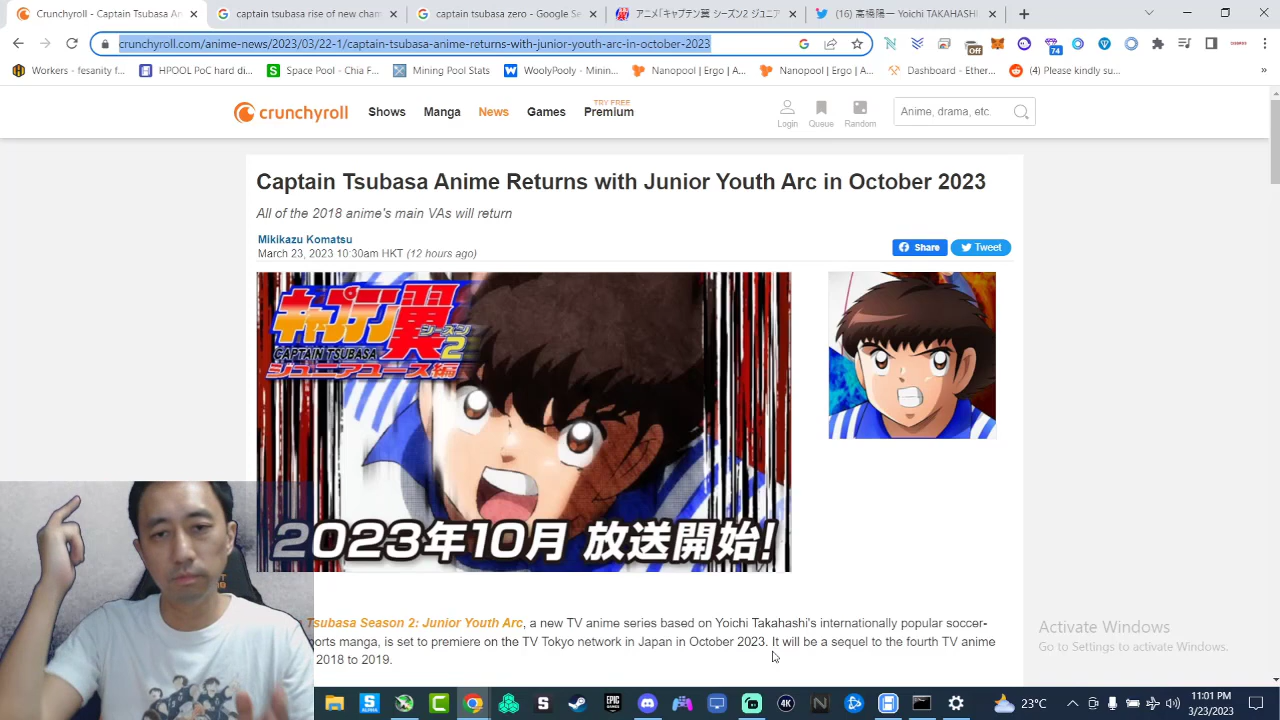 Crunchyroll - Captain Tsubasa An
captain tsubasa rise of new cham
captain tsubasa zero - Google Se
アニメ『キャプテン翼 シーズン2 ジュニア
(16) 高橋陽一 Yoichi TAKAHASHI
crunchyroll.com/anime-news/2023/03/22-1/captain-tsubasa-anime-returns-with-junior-youth-arc-in-october-2023
Off
74
Workers - fesanity f...
HPOOL PoC hard di...
Space Pool - Chia F...
Mining Pool Stats
WoolyPooly - Minin...
Nanopool | Ergo | A...
Nanopool | Ergo | A...
Dashboard - Ether...
(4) Please kindly su...
»
crunchyroll
Shows
Manga
News
Games
TRY FREE
Premium
Login
Queue
Random
Anime, drama, etc.
Captain Tsubasa Anime Returns with Junior Youth Arc in October 2023
All of the 2018 anime's main VAs will return
Mikikazu Komatsu
March 23, 2023 10:30am HKT (12 hours ago)
Share
Tweet
キャプテン翼
シーズン2
CAPTAIN TSUBASA
ジュニアユース編
2023年10月 放送開始!
Tsubasa Season 2: Junior Youth Arc, a new TV anime series based on Yoichi Takahashi's internationally popular soccer-
ports manga, is set to premiere on the TV Tokyo network in Japan in October 2023. It will be a sequel to the fourth TV anime
2018 to 2019.
Activate Windows
Go to Settings to activate Windows.
ALPHA
EPIC
GAMES
4K
23°C
11:01 PM
3/23/2023